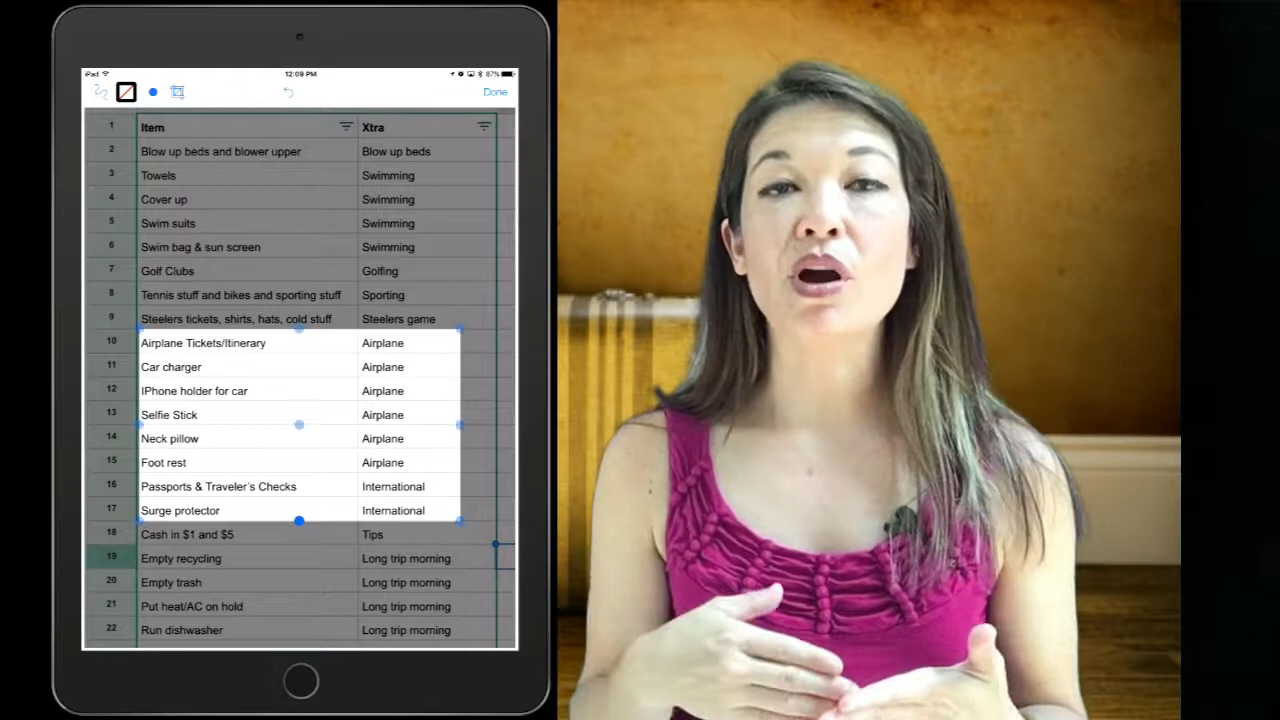 iPad 12:09 PM 87%
Done
1 Item Xtra
2 Blow up beds and blower upper Blow up beds
3 Towels Swimming
4 Cover up Swimming
5 Swim suits Swimming
6 Swim bag & sun screen Swimming
7 Golf Clubs Golfing
8 Tennis stuff and bikes and sporting stuff Sporting
9 Steelers tickets, shirts, hats, cold stuff Steelers game
10 Airplane Tickets/Itinerary Airplane
11 Car charger Airplane
12 IPhone holder for car Airplane
13 Selfie Stick Airplane
14 Neck pillow Airplane
15 Foot rest Airplane
16 Passports & Traveler's Checks International
17 Surge protector International
18 Cash in $1 and $5 Tips
19 Empty recycling Long trip morning
20 Empty trash Long trip morning
21 Put heat/AC on hold Long trip morning
22 Run dishwasher Long trip morning